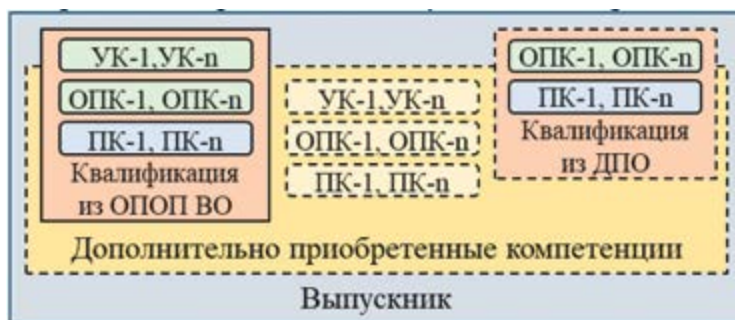 УК-1,УК-n
ОПК-1, ОПК-n
ПК-1, ПК-n
Квалификация
из ОПОП ВО
УК-1,УК-n
ОПК-1, ОПК-n
ПК-1, ПК-n
ОПК-1, ОПК-n
ПК-1, ПК-n
Квалификация
из ДПО
Дополнительно приобретенные компетенции
Выпускник